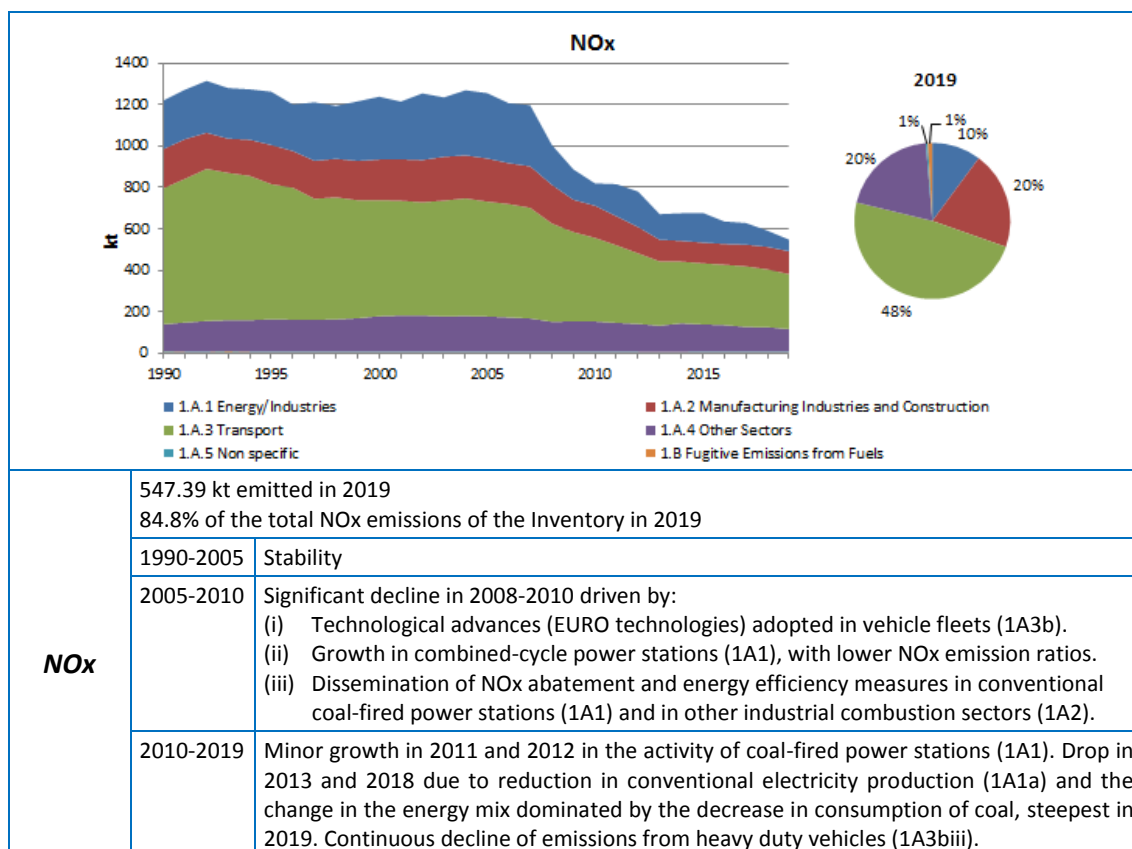 NOx
1400
1200
1000
800
600
400
200
0
kt
1990
1995
2000
2005
2010
2015
2019
1%
1%
10%
20%
20%
48%
1.A.1 Energy/Industries
1.A.2 Manufacturing Industries and Construction
1.A.3 Transport
1.A.4 Other Sectors
1.A.5 Non specific
1.B Fugitive Emissions from Fuels
NOx
547.39 kt emitted in 2019
84.8% of the total NOx emissions of the Inventory in 2019
1990-2005 Stability
2005-2010 Significant decline in 2008-2010 driven by:
(i) Technological advances (EURO technologies) adopted in vehicle fleets (1A3b).
(ii) Growth in combined-cycle power stations (1A1), with lower NOx emission ratios.
(iii) Dissemination of NOx abatement and energy efficiency measures in conventional
coal-fired power stations (1A1) and in other industrial combustion sectors (1A2).
2010-2019 Minor growth in 2011 and 2012 in the activity of coal-fired power stations (1A1). Drop in
2013 and 2018 due to reduction in conventional electricity production (1A1a) and the
change in the energy mix dominated by the decrease in consumption of coal, steepest in
2019. Continuous decline of emissions from heavy duty vehicles (1A3biii).